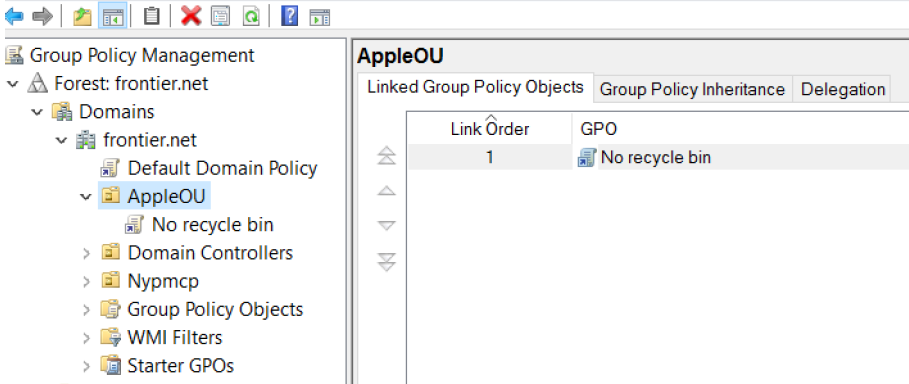 Group Policy Management
Forest: frontier.net
Domains
frontier.net
Default Domain Policy
AppleOU
No recycle bin
Domain Controllers
Nypmcp
Group Policy Objects
WMI Filters
Starter GPOs
AppleOU
Linked Group Policy Objects Group Policy Inheritance Delegation
Link Order GPO
1 No recycle bin